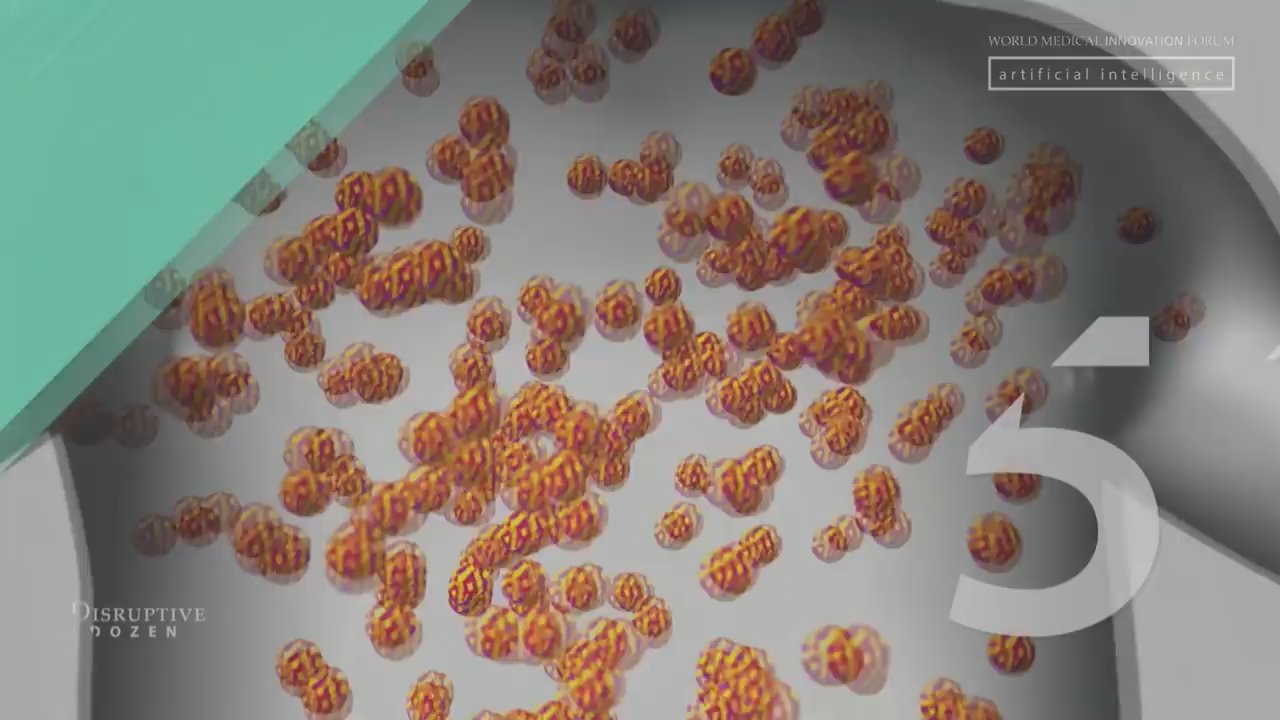 WORLD MEDICAL INNOVATION FORUM
artificial intelligence
5
DISRUPTIVE
DOZEN